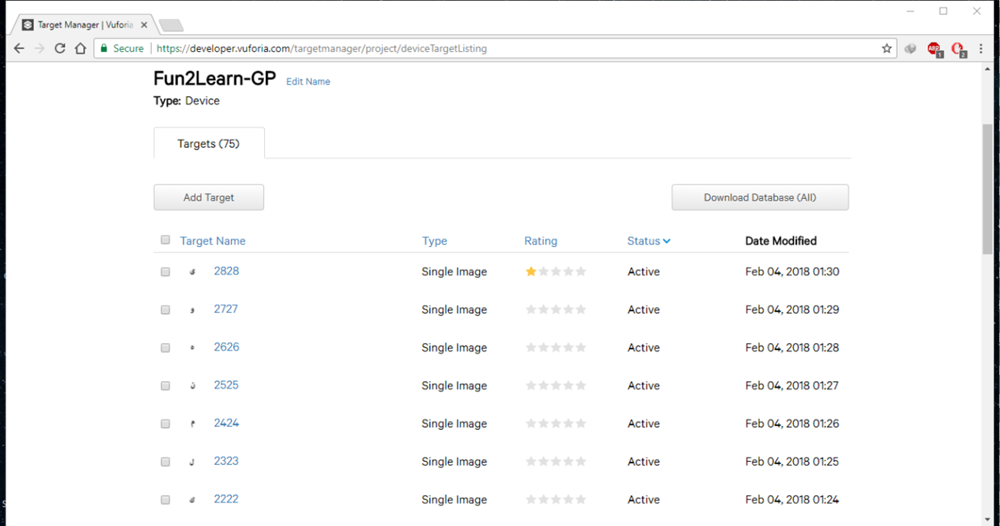 Target Manager | Vuforia
Secure https://developer.vuforia.com/targetmanager/project/deviceTargetListing
ABP 1 2
Fun2Learn-GP Edit Name
Type: Device
Targets (75)
Add Target Download Database (All)
Target Name Type Rating Status Date Modified
ي 2828 Single Image Active Feb 04, 2018 01:30
و 2727 Single Image Active Feb 04, 2018 01:29
ه 2626 Single Image Active Feb 04, 2018 01:28
ن 2525 Single Image Active Feb 04, 2018 01:27
م 2424 Single Image Active Feb 04, 2018 01:26
ل 2323 Single Image Active Feb 04, 2018 01:25
ك 2222 Single Image Active Feb 04, 2018 01:24